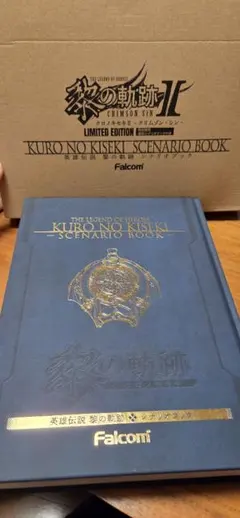 THE LEGEND OF HEROES
黎の軌跡II
CRIMSON SiN
クロノキセキⅡ -クリムゾン・シン-
LIMITED EDITION
KURO NO KISEKI SCENARIO BOOK
英雄伝説 黎の軌跡 シナリオブック
Falcom
THE LEGEND OF HEROES
KURO NO KISEKI
SCENARIO BOOK
黎の軌跡
英雄伝説 黎の軌跡 シナリオブック
Falcom